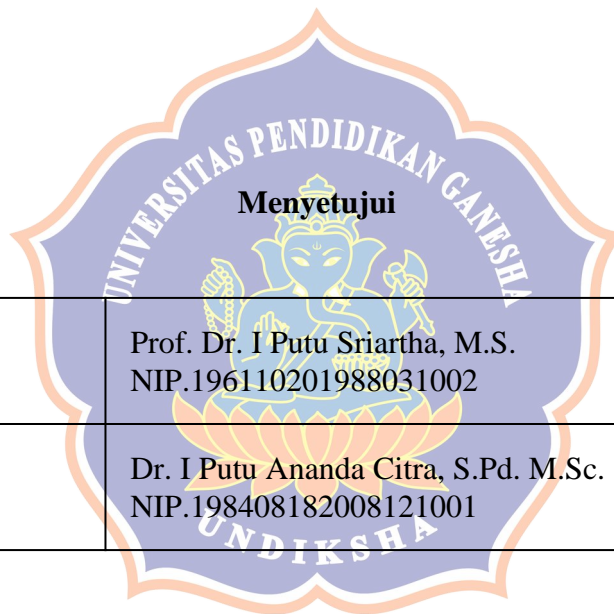 UNIVERSITAS PENDIDIKAN GANESHA
Menyetujui
Prof. Dr. I Putu Sriartha, M.S.
NIP.196110201988031002
Dr. I Putu Ananda Citra, S.Pd. M.Sc.
NIP.198408182008121001
UNDIKSHA